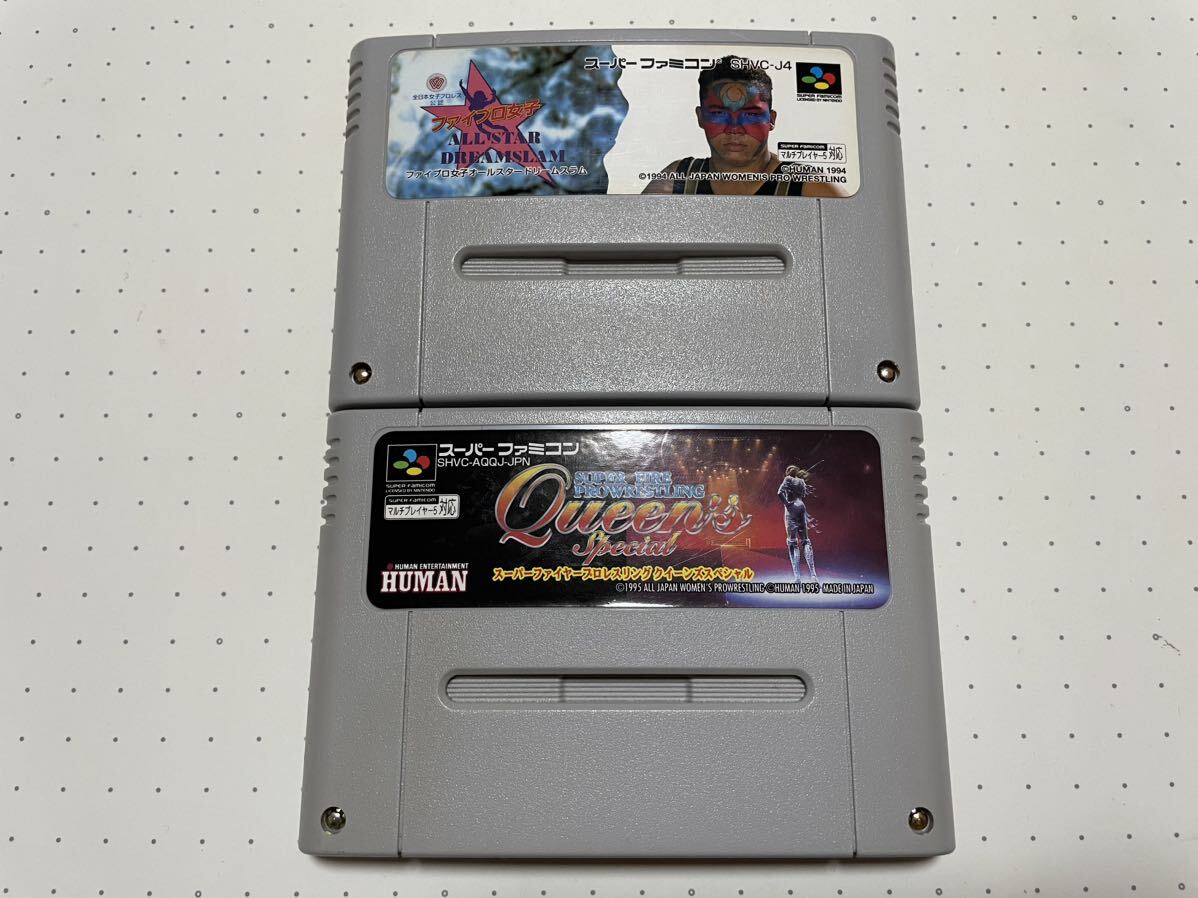 スーパーファミコン SHVC-J4
SUPER FAMICOM
LICENSED BY NINTENDO
全日本女子プロレス
公認
ファイプロ女子
ALL STAR
DREAMSLAM
ファイプロ女子オールスタードリームスラム
SUPER FAMICOM
マルチプレイヤー5対応
©HUMAN 1994
©1994 ALL JAPAN WOMEN'S PRO WRESTLING
スーパーファミコン
SHVC-AQQJ-JPN
SUPER FAMICOM
LICENSED BY NINTENDO
SUPER FAMICOM
マルチプレイヤー5対応
SUPER FIRE
PROWRESTLING
Queen's
Special
HUMAN ENTERTAINMENT
HUMAN
スーパーファイヤープロレスリング クイーンズスペシャル
©1995 ALL JAPAN WOMEN'S PROWRESTLING ©HUMAN 1995 MADE IN JAPAN